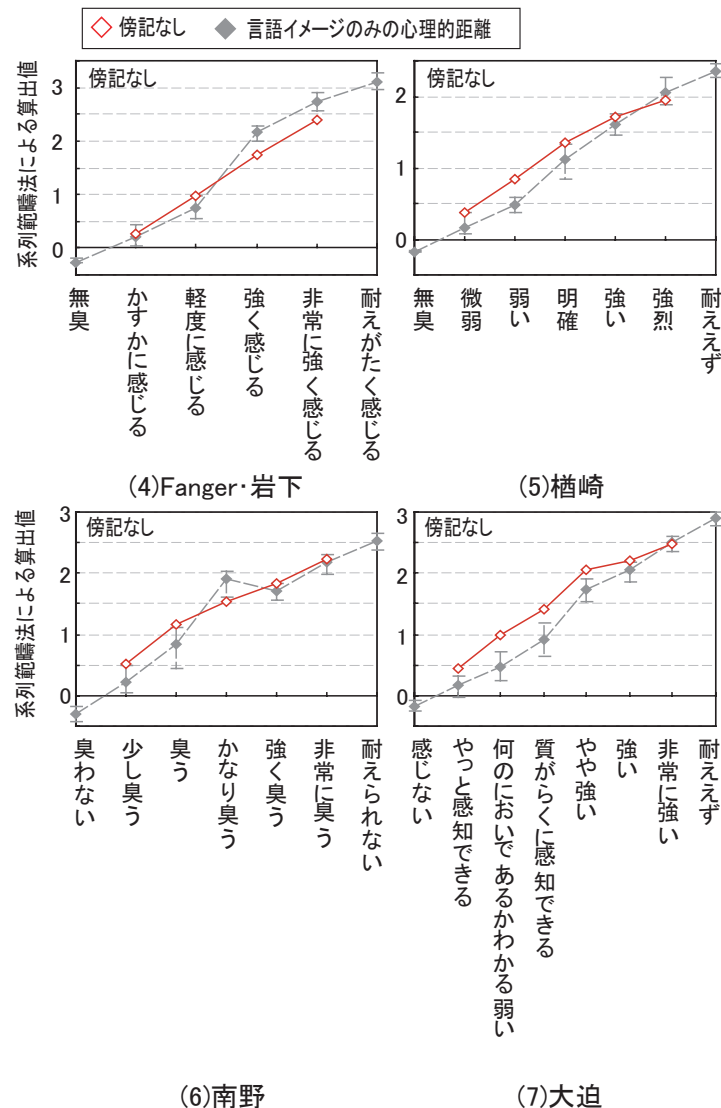 傍記なし 言語イメージのみの心理的距離
系列範疇法による算出値
傍記なし
3
2
1
0
無臭
かすかに感じる
軽度に感じる
強く感じる
非常に強く感じる
耐えがたく感じる
(4)Fanger・岩下
傍記なし
2
1
0
無臭
微弱
弱い
明確
強い
強烈
耐ええず
(5)楢崎
系列範疇法による算出値
傍記なし
3
2
1
0
臭わない
少し臭う
臭う
かなり臭う
強く臭う
非常に臭う
耐えられない
(6)南野
傍記なし
3
2
1
0
感じない
やっと感知できる
何のにおいであるかわかる弱い
質がらくに感知できる
やや強い
強い
非常に強い
耐ええず
(7)大迫